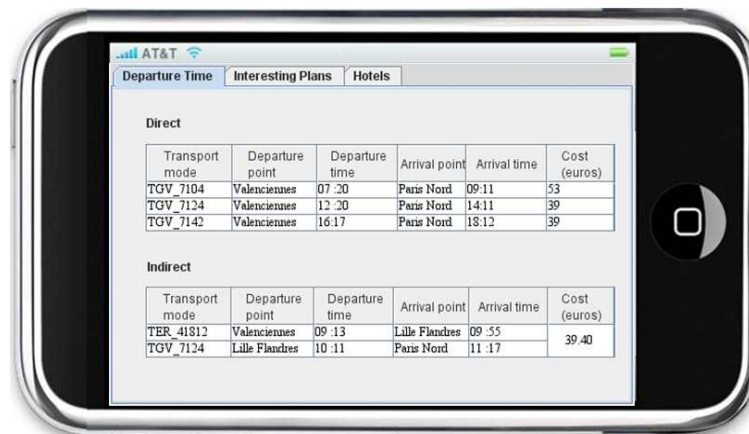 AT&T
Departure Time Interesting Plans Hotels
Direct
Transport mode Departure point Departure time Arrival point Arrival time Cost (euros)
TGV_7104 Valenciennes 07 :20 Paris Nord 09:11 53
TGV_7124 Valenciennes 12 :20 Paris Nord 14:11 39
TGV_7142 Valenciennes 16:17 Paris Nord 18:12 39
Indirect
Transport mode Departure point Departure time Arrival point Arrival time Cost (euros)
TER_41812 Valenciennes 09 :13 Lille Flandres 09 :55 39.40
TGV_7124 Lille Flandres 10 :11 Paris Nord 11 :17